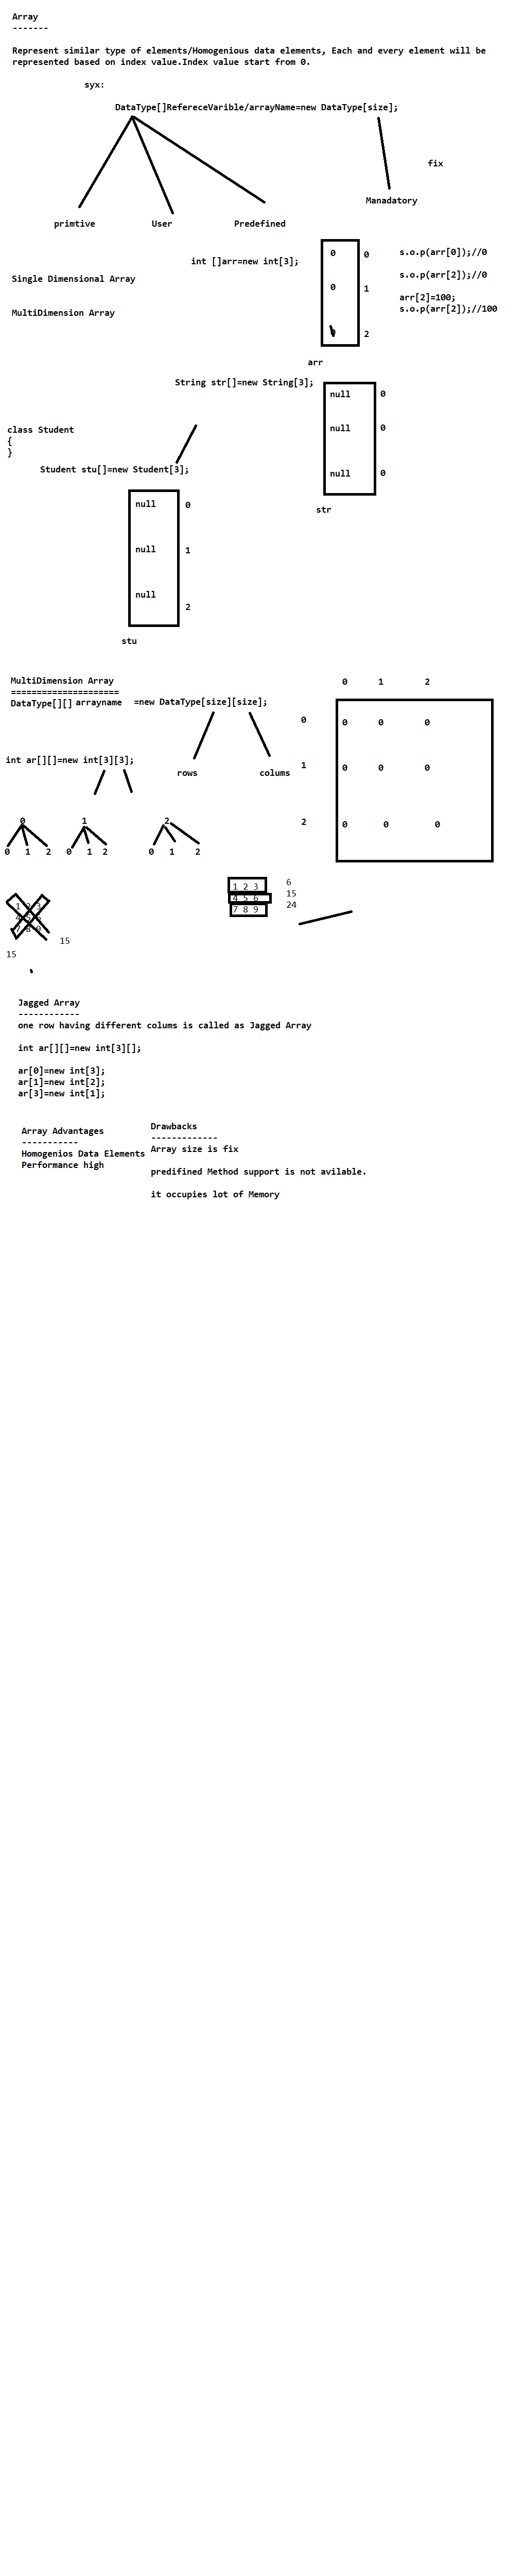 Array
-------
Represent similar type of elements/Homogenious data elements, Each and every element will be
represented based on index value.Index value start from 0.
syx:
DataType[]RefereceVarible/arrayName=new DataType[size];
fix
Manadatory
primtive User Predefined
int []arr=new int[3];
0 0
0 1
2
s.o.p(arr[0]);//0
s.o.p(arr[2]);//0
arr[2]=100;
s.o.p(arr[2]);//100
Single Dimensional Array
MultiDimension Array
arr
String str[]=new String[3];
null 0
null 0
null 0
str
class Student
{
}
Student stu[]=new Student[3];
null 0
null 1
null
2
stu
MultiDimension Array
=====================
DataType[][] arrayname =new DataType[size][size];
rows colums
int ar[][]=new int[3][3];
0 1 2
0 0 0 0
1 0 0 0
2 0 0 0
0 1 2
0 1 2 0 1 2 0 1 2
1 2 3
4 5 6
7 8 9
15
15
1 2 3 6
4 5 6 15
7 8 9 24
Jagged Array
------------
one row having different colums is called as Jagged Array
int ar[][]=new int[3][];
ar[0]=new int[3];
ar[1]=new int[2];
ar[3]=new int[1];
Array Advantages
-----------
Homogenios Data Elements
Performance high
Drawbacks
-------------
Array size is fix
predifined Method support is not avilable.
it occupies lot of Memory